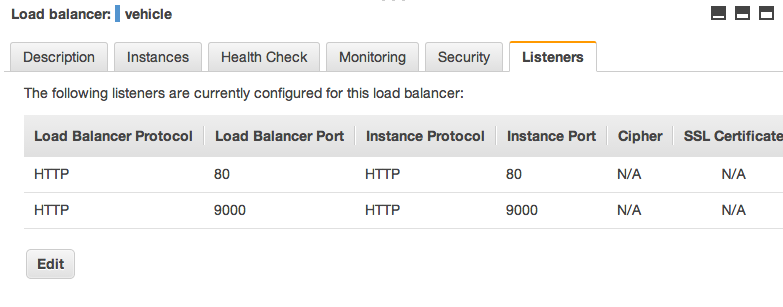 Load balancer: vehicle
Description Instances Health Check Monitoring Security Listeners
The following listeners are currently configured for this load balancer:
Load Balancer Protocol Load Balancer Port Instance Protocol Instance Port Cipher SSL Certificate
HTTP 80 HTTP 80 N/A N/A
HTTP 9000 HTTP 9000 N/A N/A
Edit